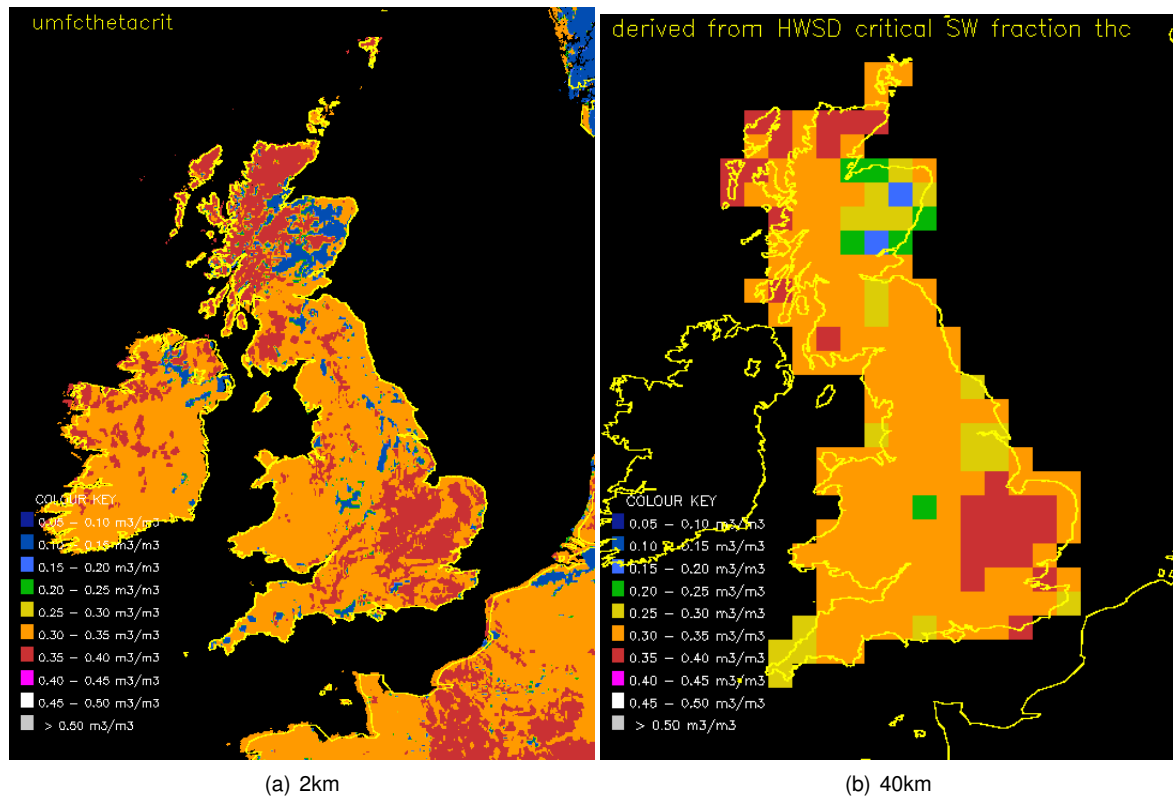 umfcthetacrit
COLOUR KEY
0.05 - 0.10 m3/m3
0.10 - 0.15 m3/m3
0.15 - 0.20 m3/m3
0.20 - 0.25 m3/m3
0.25 - 0.30 m3/m3
0.30 - 0.35 m3/m3
0.35 - 0.40 m3/m3
0.40 - 0.45 m3/m3
0.45 - 0.50 m3/m3
> 0.50 m3/m3
(a) 2km
derived from HWSD critical SW fraction thc
COLOUR KEY
0.05 - 0.10 m3/m3
0.10 - 0.15 m3/m3
0.15 - 0.20 m3/m3
0.20 - 0.25 m3/m3
0.25 - 0.30 m3/m3
0.30 - 0.35 m3/m3
0.35 - 0.40 m3/m3
0.40 - 0.45 m3/m3
0.45 - 0.50 m3/m3
> 0.50 m3/m3
(b) 40km